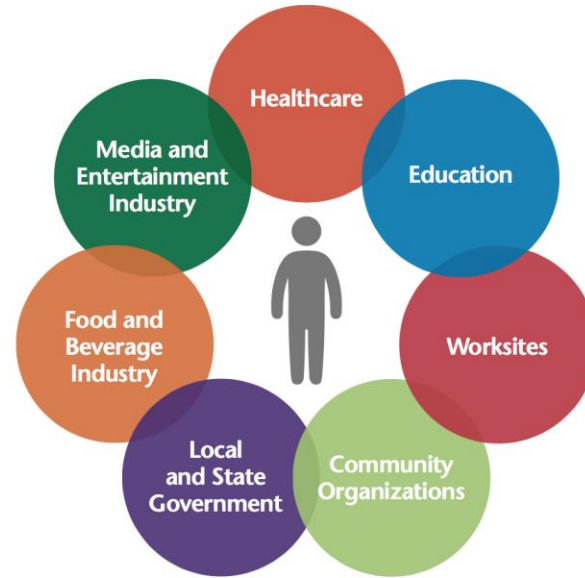 Healthcare
Education
Worksites
Community
Organizations
Local
and State
Government
Food and
Beverage
Industry
Media and
Entertainment
Industry